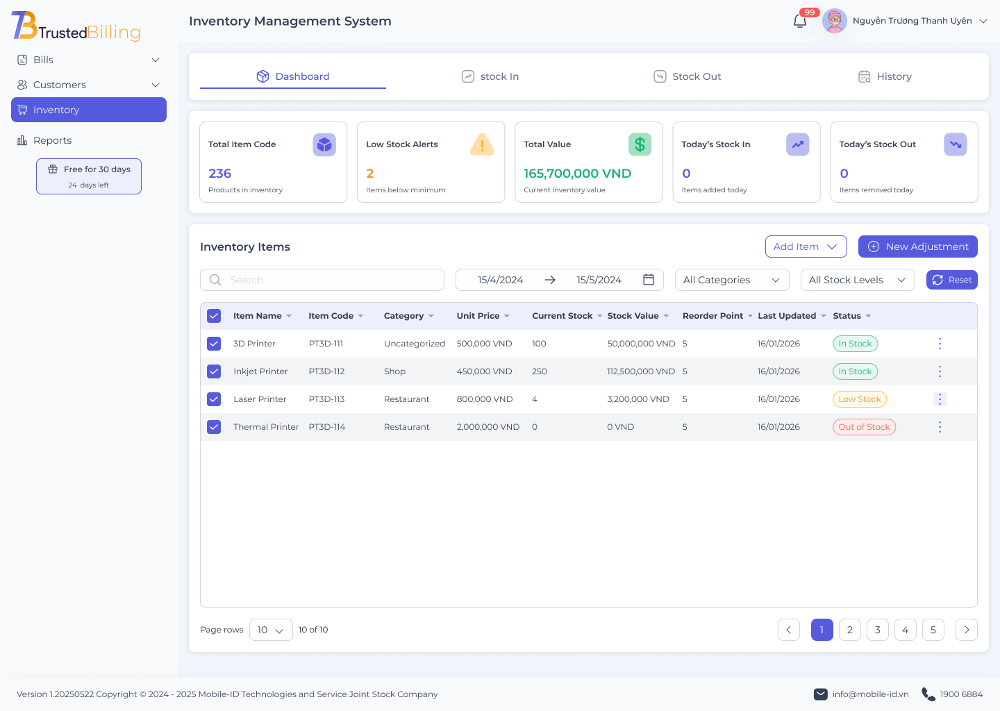 TrustedBilling
Inventory Management System
99
Nguyễn Trương Thanh Uyên
Bills
Customers
Inventory
Reports
Free for 30 days
24 days left
Dashboard
stock In
Stock Out
History
Total Item Code
236
Products in inventory
Low Stock Alerts
2
Items below minimum
Total Value
165,700,000 VND
Current inventory value
Today's Stock In
0
Items added today
Today's Stock Out
0
Items removed today
Inventory Items
Add Item
New Adjustment
Search
15/4/2024
15/5/2024
All Categories
All Stock Levels
Reset
Item Name Item Code Category Unit Price Current Stock Stock Value Reorder Point Last Updated Status
3D Printer PT3D-111 Uncategorized 500,000 VND 100 50,000,000 VND 5 16/01/2026 In Stock
Inkjet Printer PT3D-112 Shop 450,000 VND 250 112,500,000 VND 5 16/01/2026 In Stock
Laser Printer PT3D-113 Restaurant 800,000 VND 4 3,200,000 VND 5 16/01/2026 Low Stock
Thermal Printer PT3D-114 Restaurant 2,000,000 VND 0 0 VND 5 16/01/2026 Out of Stock
Page rows 10 10 of 10
1 2 3 4 5
Version 1.20250522 Copyright © 2024 - 2025 Mobile-ID Technologies and Service Joint Stock Company
info@mobile-id.vn
1900 6884